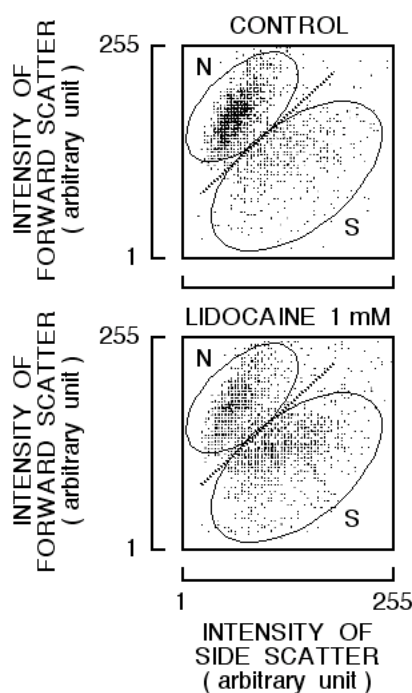 CONTROL
255
N
INTENSITY OF
FORWARD SCATTER
( arbitrary unit )
S
1
LIDOCAINE 1 mM
255
N
INTENSITY OF
FORWARD SCATTER
( arbitrary unit )
S
1
1 255
INTENSITY OF
SIDE SCATTER
( arbitrary unit )